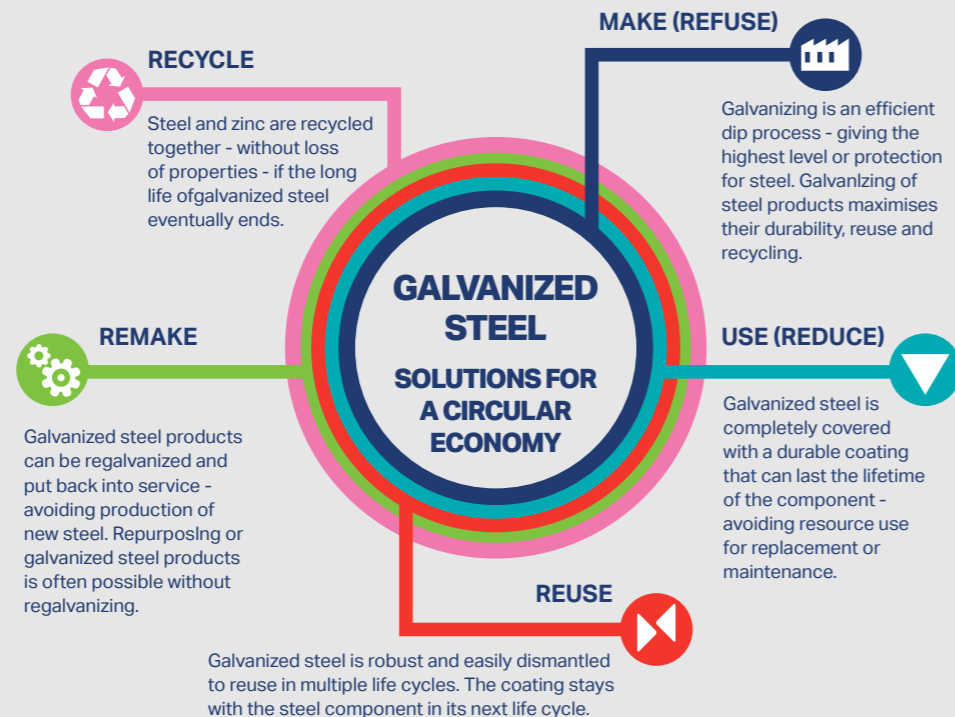 GALVANIZED
STEEL
SOLUTIONS FOR
A CIRCULAR
ECONOMY
MAKE (REFUSE)
Galvanizing is an efficient
dip process - giving the
highest level or protection
for steel. GalvanIzing of
steel products maximises
their durability, reuse and
recycling.
USE (REDUCE)
Galvanized steel is
completely covered
with a durable coating
that can last the lifetime
of the component -
avoiding resource use
for replacement or
maintenance.
REUSE
Galvanized steel is robust and easily dismantled
to reuse in multiple life cycles. The coating stays
with the steel component in its next life cycle.
REMAKE
Galvanized steel products
can be regalvanized and
put back into service -
avoiding production of
new steel. RepurposIng or
galvanized steel products
is often possible without
regalvanizing.
RECYCLE
Steel and zinc are recycled
together - without loss
of properties - if the long
life ofgalvanized steel
eventually ends.